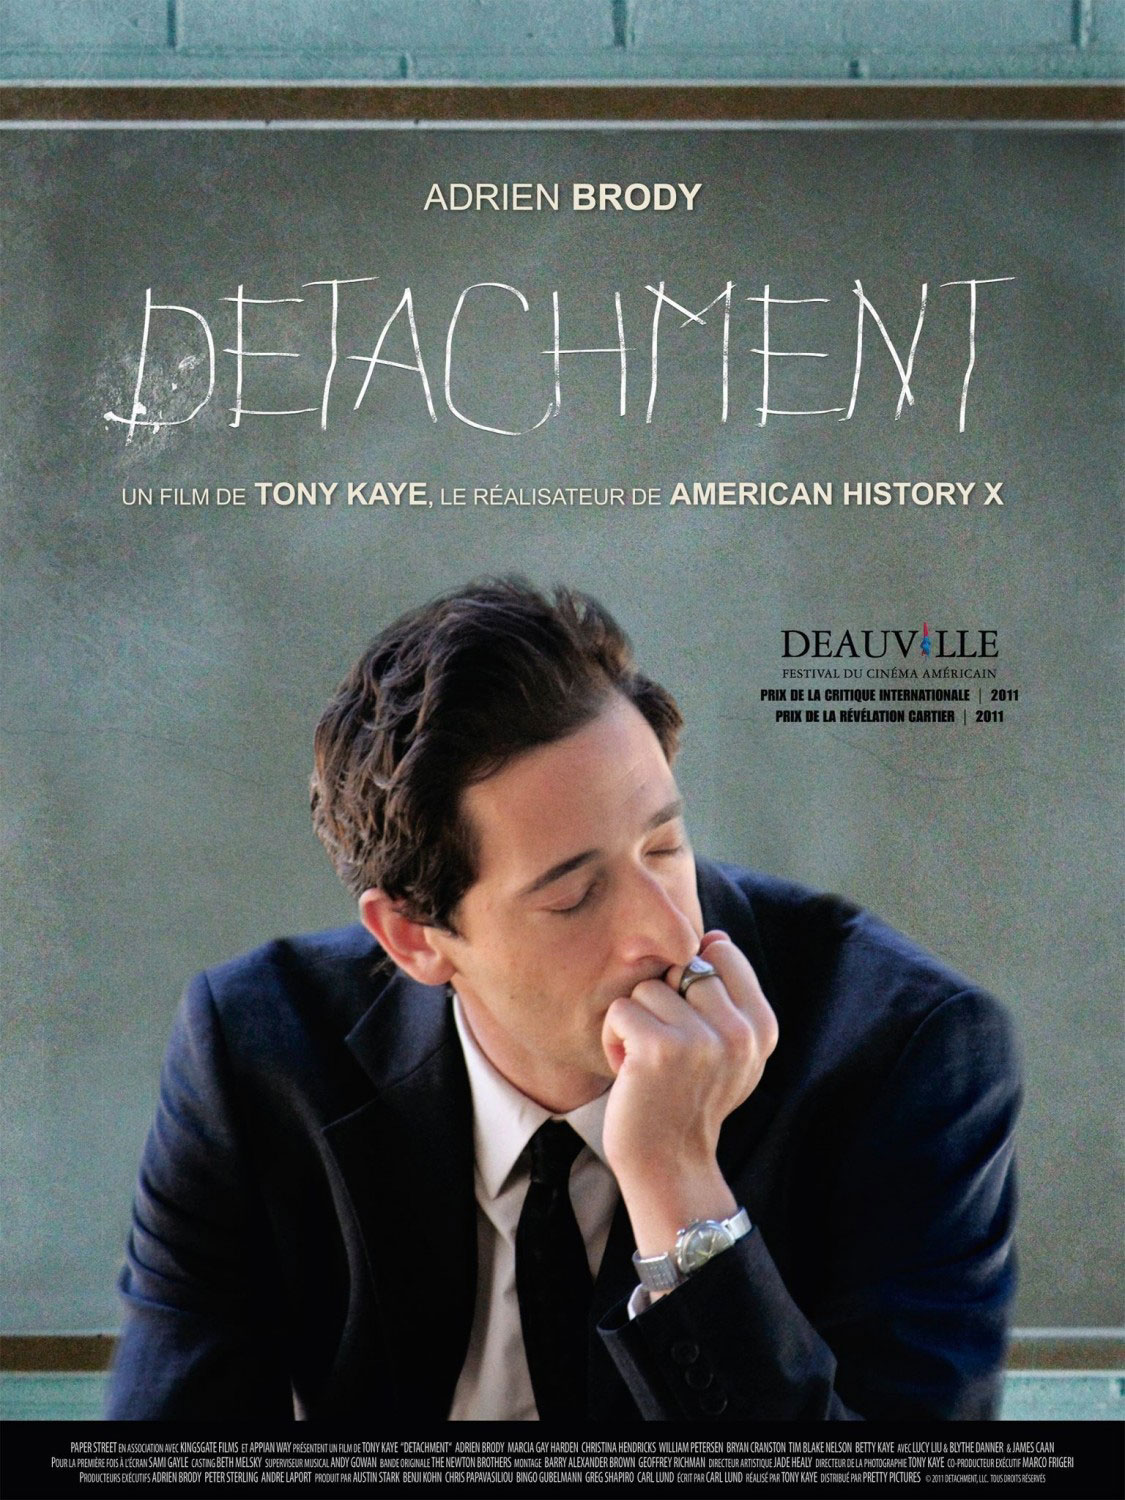 ADRIEN BRODY
DETACHMENT
UN FILM DE TONY KAYE, LE RÉALISATEUR DE AMERICAN HISTORY X
DEAUVILLE
FESTIVAL DU CINÉMA AMÉRICAIN
PRIX DE LA CRITIQUE INTERNATIONALE | 2011
PRIX DE LA RÉVÉLATION CARTIER | 2011
PAPER STREET EN ASSOCIATION AVEC KINGSGATE FILMS ET APPIAN WAY PRÉSENTENT UN FILM DE TONY KAYE "DETACHMENT" ADRIEN BRODY MARCIA GAY HARDEN CHRISTINA HENDRICKS WILLIAM PETERSEN BRYAN CRANSTON TIM BLAKE NELSON BETTY KAYE AVEC LUCY LIU & BLYTHE DANNER & JAMES CAAN
POUR LA PREMIÈRE FOIS À L'ÉCRAN SAMI GAYLE CASTING BETH MELSKY SUPERVISEUR MUSICAL ANDY GOWAN BANDE ORIGINALE THE NEWTON BROTHERS MONTAGE BARRY ALEXANDER BROWN GEOFFREY RICHMAN DIRECTEUR ARTISTIQUE JADE HEALY DIRECTEUR DE LA PHOTOGRAPHIE TONY KAYE CO-PRODUCTEUR EXÉCUTIF MARCO FRIGERI
PRODUCTEURS EXÉCUTIFS ADRIEN BRODY PETER STERLING ANDRE LAPORT PRODUIT PAR AUSTIN STARK BENJI KOHN CHRIS PAPAVASILIOU BINGO GUBELMANN GREG SHAPIRO CARL LUND ÉCRIT PAR CARL LUND RÉALISÉ PAR TONY KAYE DISTRIBUÉ PAR PRETTY PICTURES © 2011 DETACHMENT, LLC. TOUS DROITS RÉSERVÉS